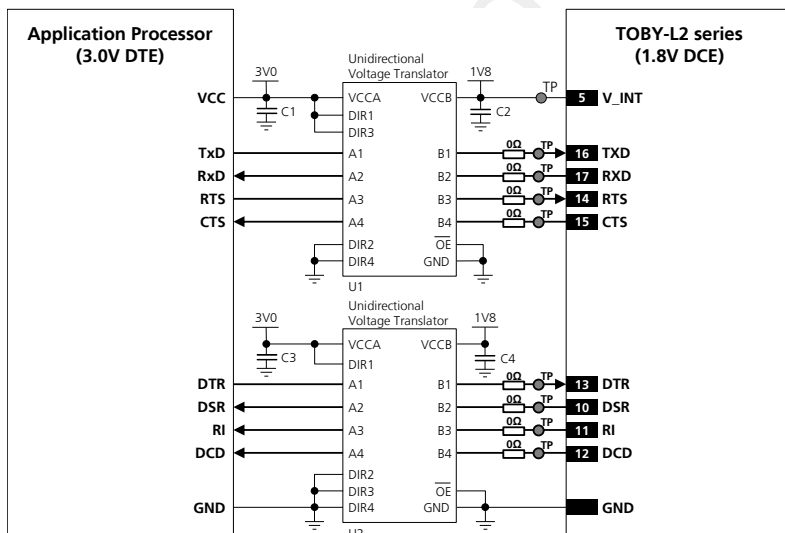 Application Processor
(3.0V DTE)
TOBY-L2 series
(1.8V DCE)
Unidirectional
Voltage Translator
3V0
1V8
TP
VCC
C1
VCCA
VCCB
C2
5
V_INT
DIR1
DIR3
TxD
A1
B1
0Ω
TP
16
TXD
RxD
A2
B2
0Ω
TP
17
RXD
RTS
A3
B3
0Ω
TP
14
RTS
CTS
A4
B4
0Ω
TP
15
CTS
DIR2
OE
DIR4
GND
U1
Unidirectional
Voltage Translator
3V0
1V8
VCCA
VCCB
C3
C4
DIR1
DTR
A1
B1
0Ω
TP
13
DTR
DSR
A2
B2
0Ω
TP
10
DSR
RI
A3
B3
0Ω
TP
11
RI
DCD
A4
B4
0Ω
TP
12
DCD
DIR2
DIR3
OE
GND
DIR4
GND
GND